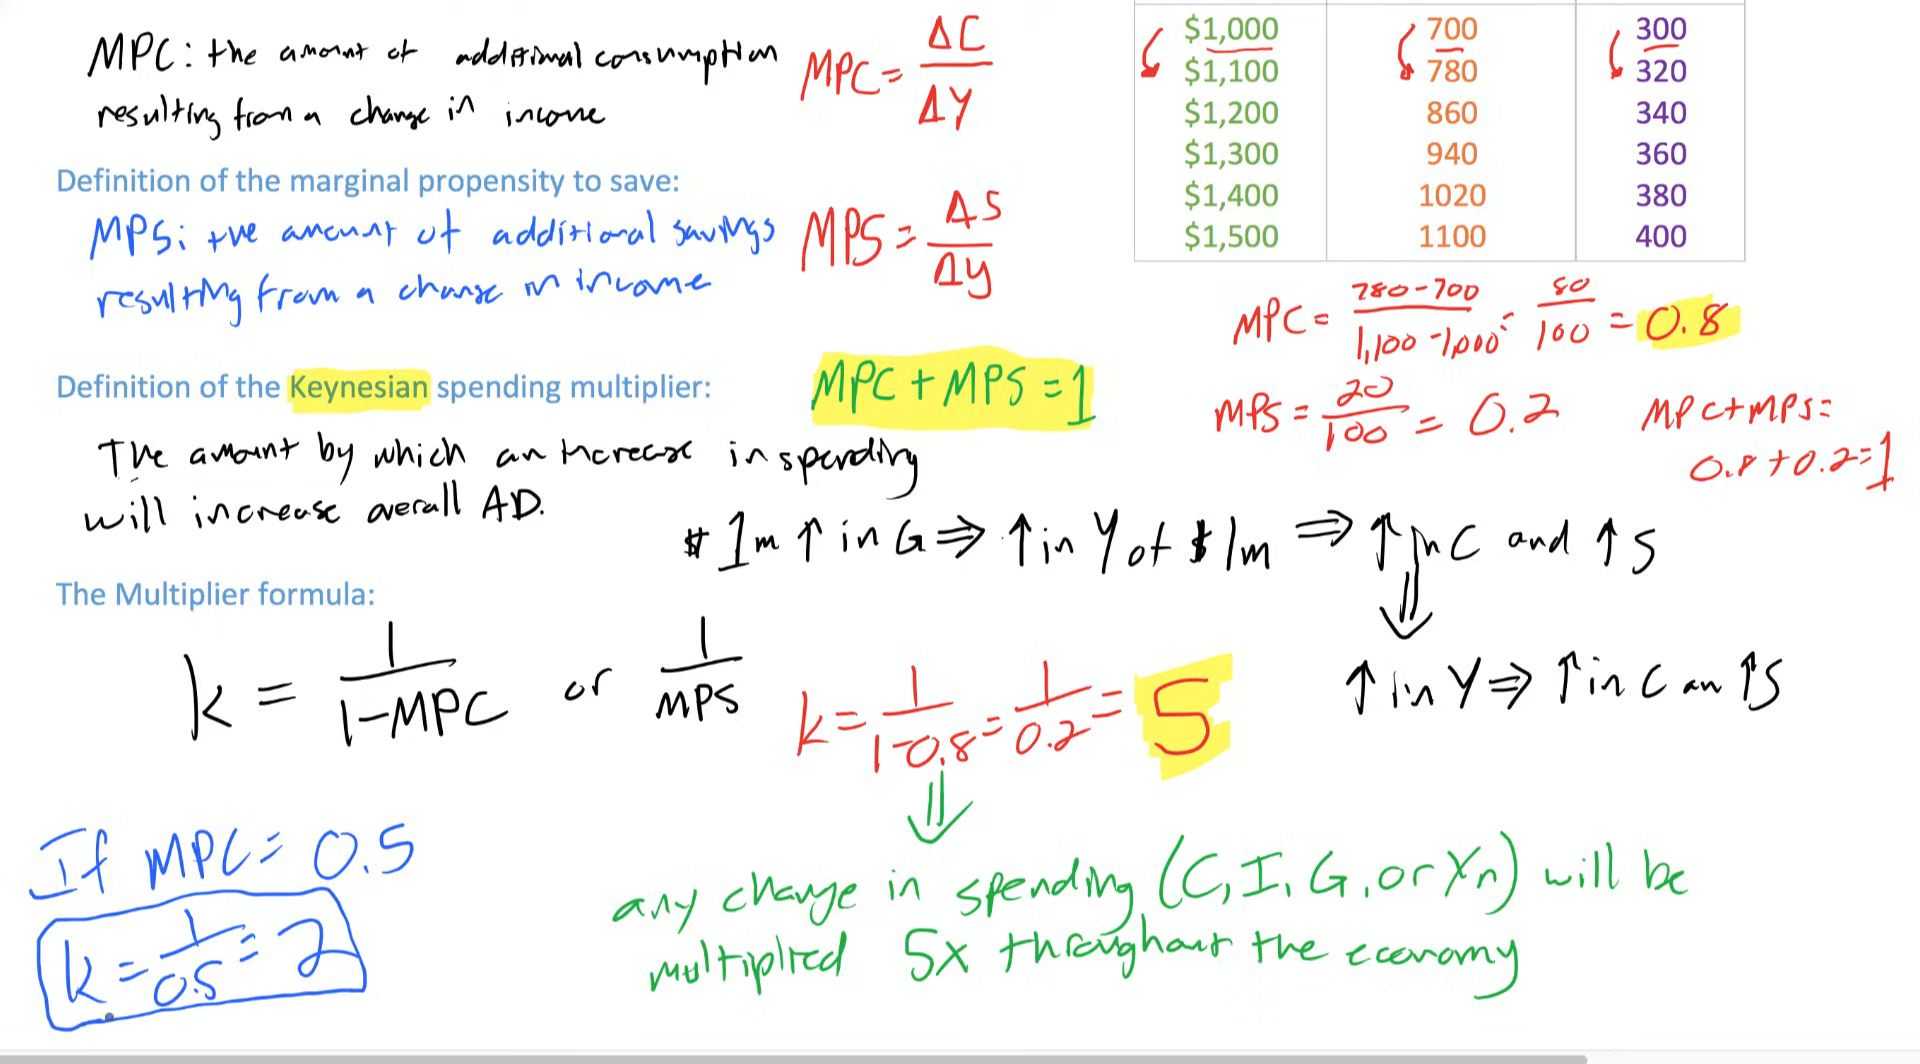 MPC: the amount of additional consumption
resulting from a change in income
MPC = ΔC / ΔY
$1,000 700 300
$1,100 780 320
$1,200 860 340
$1,300 940 360
$1,400 1020 380
$1,500 1100 400
Definition of the marginal propensity to save:
MPS: the amount of additional savings
resulting from a change in income
MPS = ΔS / ΔY
MPC = 780-700 / 1,100-1,000 = 80 / 100 = 0.8
MPS = 20 / 100 = 0.2
MPC+MPS=
0.8+0.2=1
Definition of the Keynesian spending multiplier:
MPC + MPS = 1
The amount by which an increase in spending
will increase overall AD.
$1m ↑ in G ⇒ ↑ in Y of $1m ⇒ ↑ in C and ↑ S
⇓
↑ in Y ⇒ ↑ in C an ↑S
The Multiplier formula:
k = 1 / 1-MPC or 1 / MPS
k = 1 / 1-0.8 = 1 / 0.2 = 5
⇓
any change in spending (C, I, G, or Xn) will be
multiplied 5x throughout the economy
If MPC = 0.5
k = 1 / 0.5 = 2